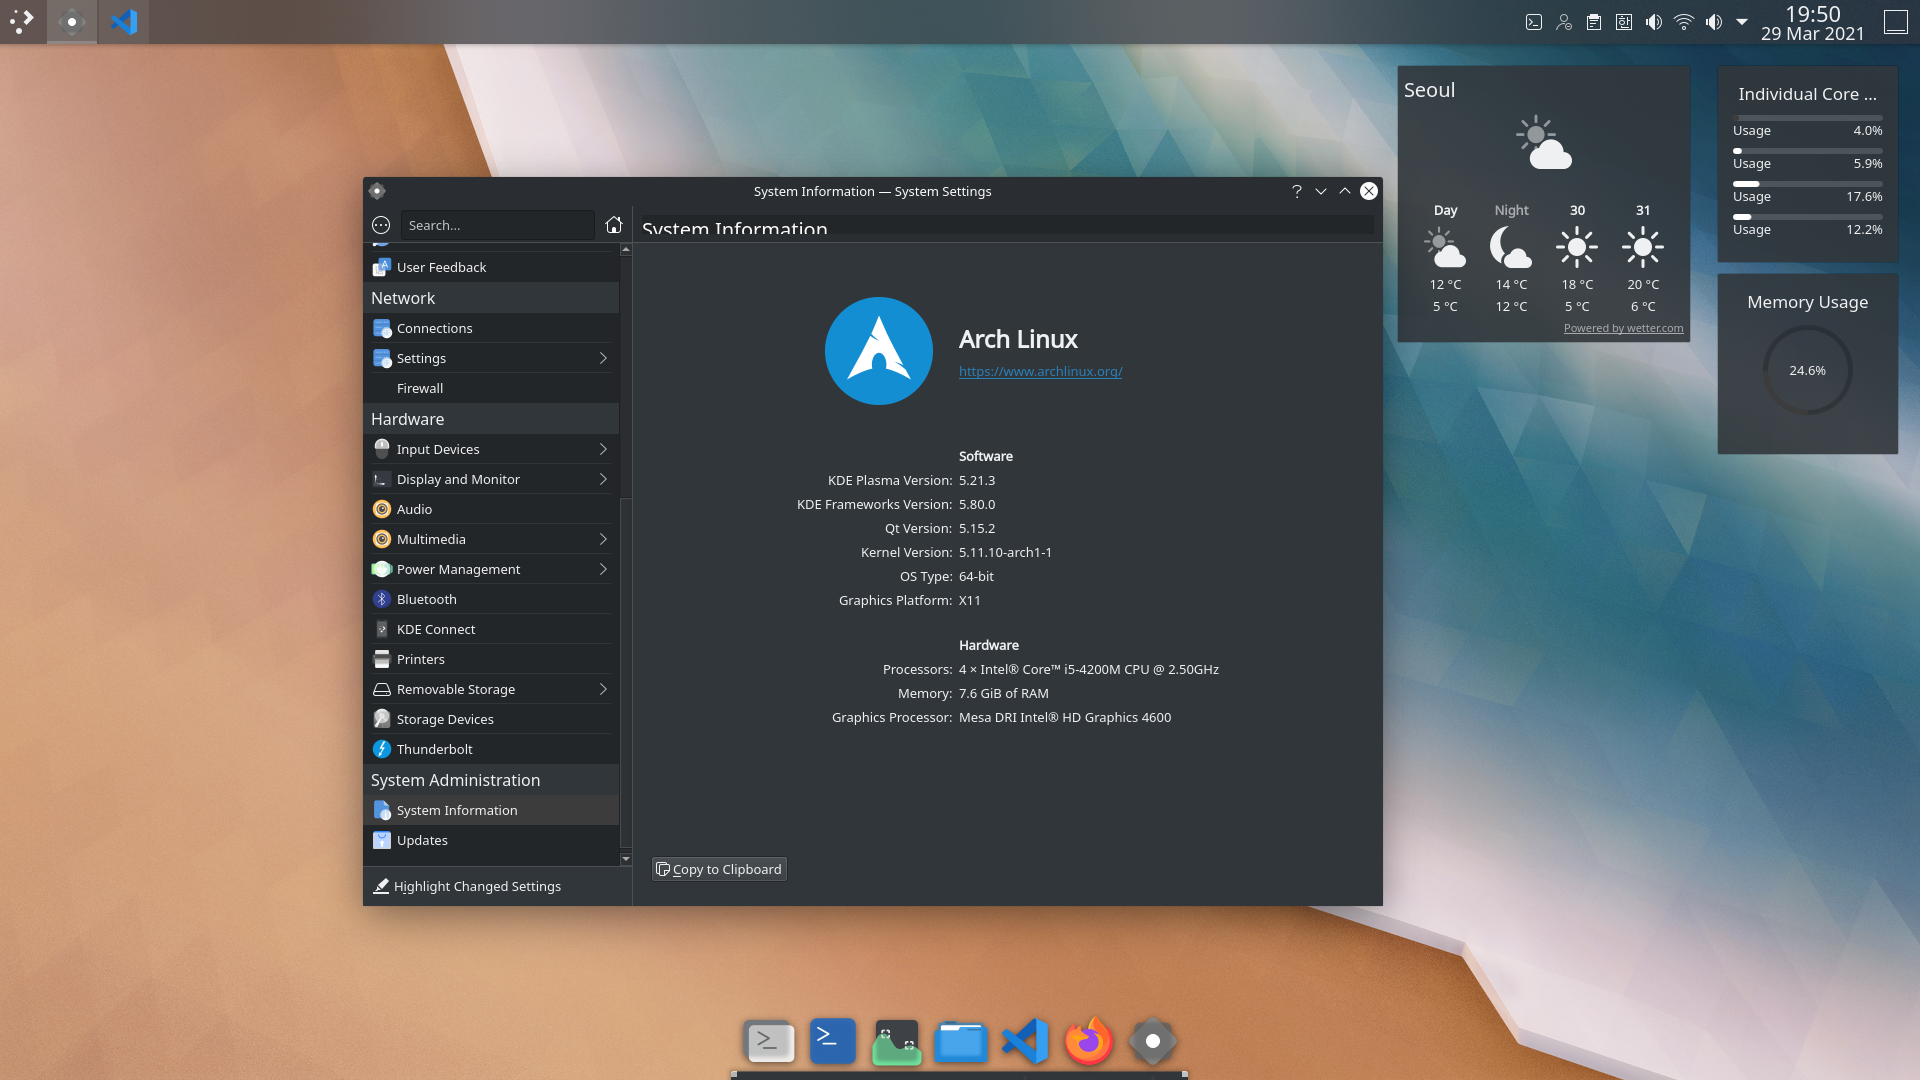 19:50
29 Mar 2021
Seoul
Day Night 30 31
12 °C 14 °C 18 °C 20 °C
5 °C 12 °C 5 °C 6 °C
Powered by wetter.com
Individual Core ...
Usage 4.0%
Usage 5.9%
Usage 17.6%
Usage 12.2%
Memory Usage
24.6%
System Information — System Settings
Search...
User Feedback
Network
Connections
Settings
Firewall
Hardware
Input Devices
Display and Monitor
Audio
Multimedia
Power Management
Bluetooth
KDE Connect
Printers
Removable Storage
Storage Devices
Thunderbolt
System Administration
System Information
Updates
Highlight Changed Settings
System Information
Arch Linux
https://www.archlinux.org/
Software
KDE Plasma Version: 5.21.3
KDE Frameworks Version: 5.80.0
Qt Version: 5.15.2
Kernel Version: 5.11.10-arch1-1
OS Type: 64-bit
Graphics Platform: X11
Hardware
Processors: 4 × Intel® Core™ i5-4200M CPU @ 2.50GHz
Memory: 7.6 GiB of RAM
Graphics Processor: Mesa DRI Intel® HD Graphics 4600
Copy to Clipboard